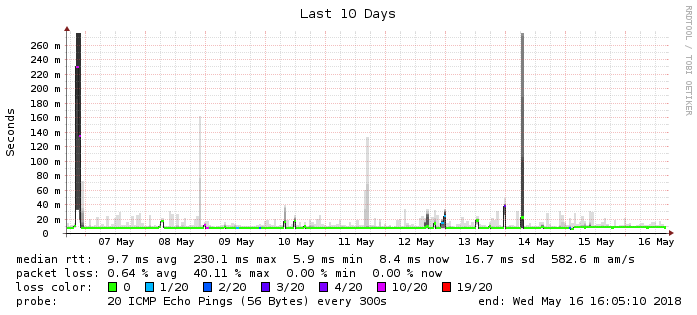 Last 10 Days
RRDTOOL / TOBI OETIKER
Seconds
260 m
240 m
220 m
200 m
180 m
160 m
140 m
120 m
100 m
80 m
60 m
40 m
20 m
0
07 May 08 May 09 May 10 May 11 May 12 May 13 May 14 May 15 May 16 May
median rtt: 9.7 ms avg 230.1 ms max 5.9 ms min 8.4 ms now 16.7 ms sd 582.6 m am/s
packet loss: 0.64 % avg 40.11 % max 0.00 % min 0.00 % now
loss color: 0 1/20 2/20 3/20 4/20 10/20 19/20
probe: 20 ICMP Echo Pings (56 Bytes) every 300s end: Wed May 16 16:05:10 2018